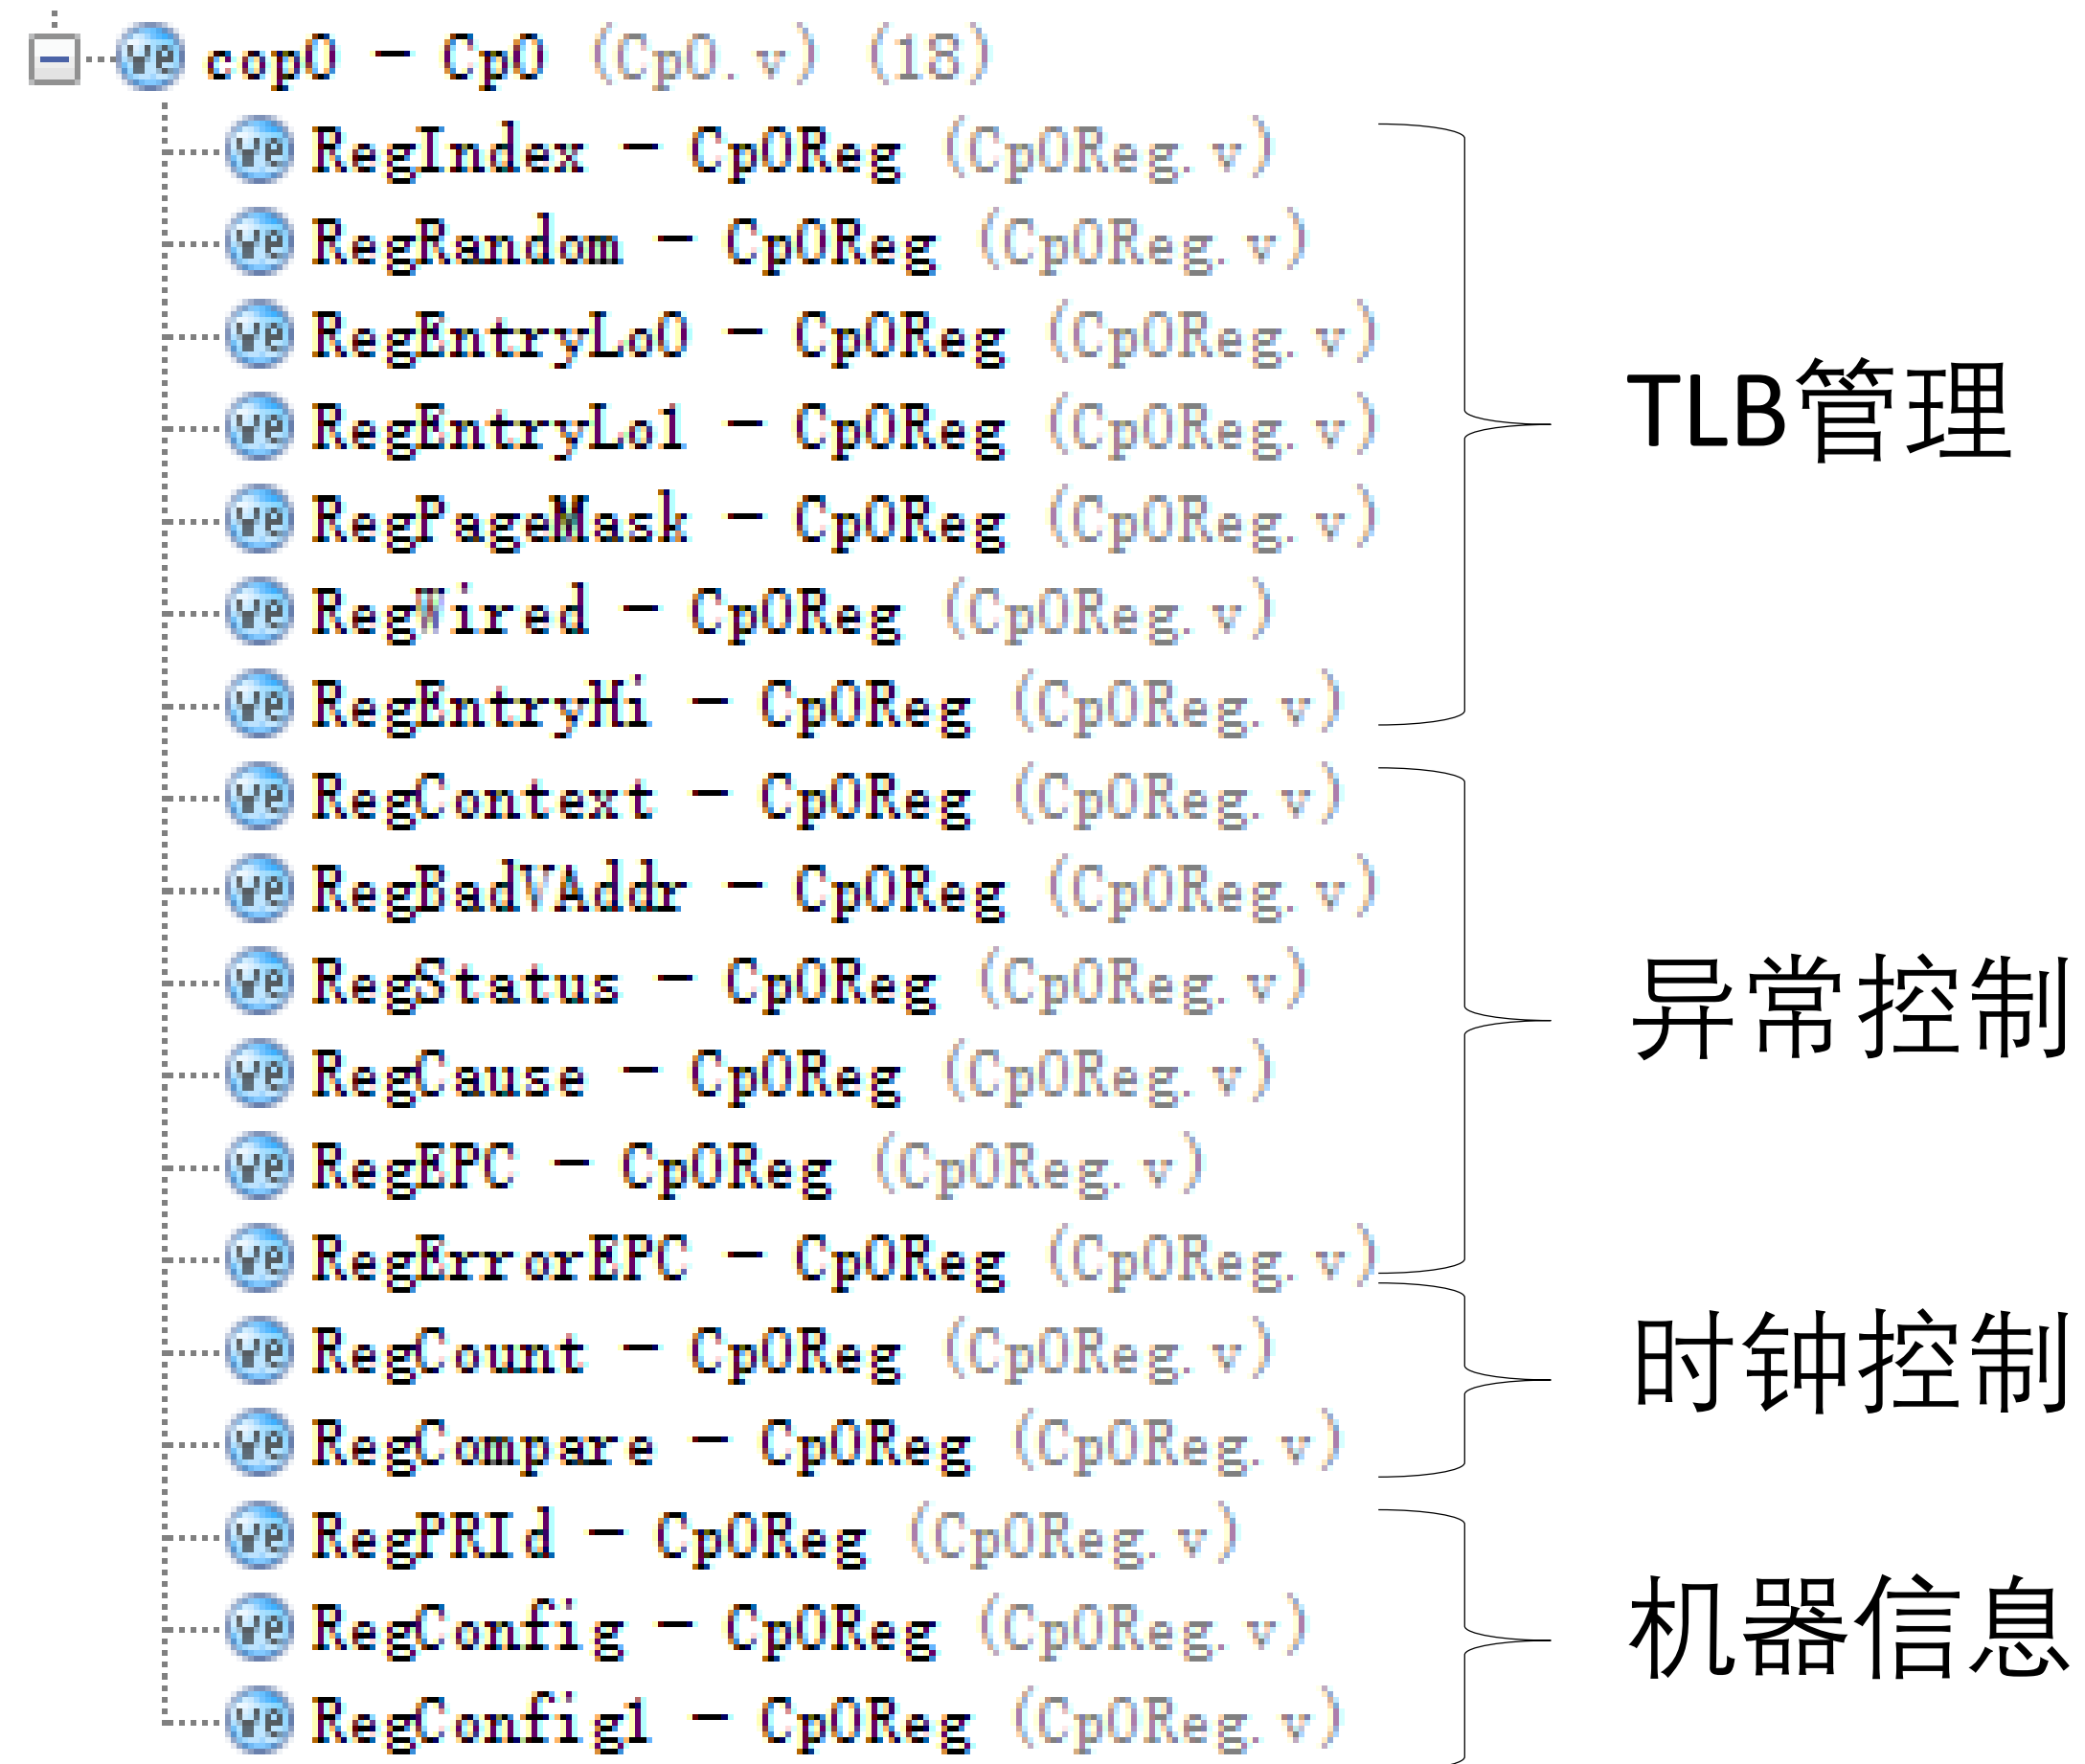 cop0 - Cp0 (Cp0.v) (18)
RegIndex - Cp0Reg (Cp0Reg.v)
RegRandom - Cp0Reg (Cp0Reg.v)
RegEntryLo0 - Cp0Reg (Cp0Reg.v)
RegEntryLo1 - Cp0Reg (Cp0Reg.v)
RegPageMask - Cp0Reg (Cp0Reg.v)
RegWired - Cp0Reg (Cp0Reg.v)
RegEntryHi - Cp0Reg (Cp0Reg.v)
TLB管理
RegContext - Cp0Reg (Cp0Reg.v)
RegBadVAddr - Cp0Reg (Cp0Reg.v)
RegStatus - Cp0Reg (Cp0Reg.v)
RegCause - Cp0Reg (Cp0Reg.v)
RegEPC - Cp0Reg (Cp0Reg.v)
RegErrorEPC - Cp0Reg (Cp0Reg.v)
异常控制
RegCount - Cp0Reg (Cp0Reg.v)
RegCompare - Cp0Reg (Cp0Reg.v)
时钟控制
RegPRId - Cp0Reg (Cp0Reg.v)
RegConfig - Cp0Reg (Cp0Reg.v)
RegConfig1 - Cp0Reg (Cp0Reg.v)
机器信息